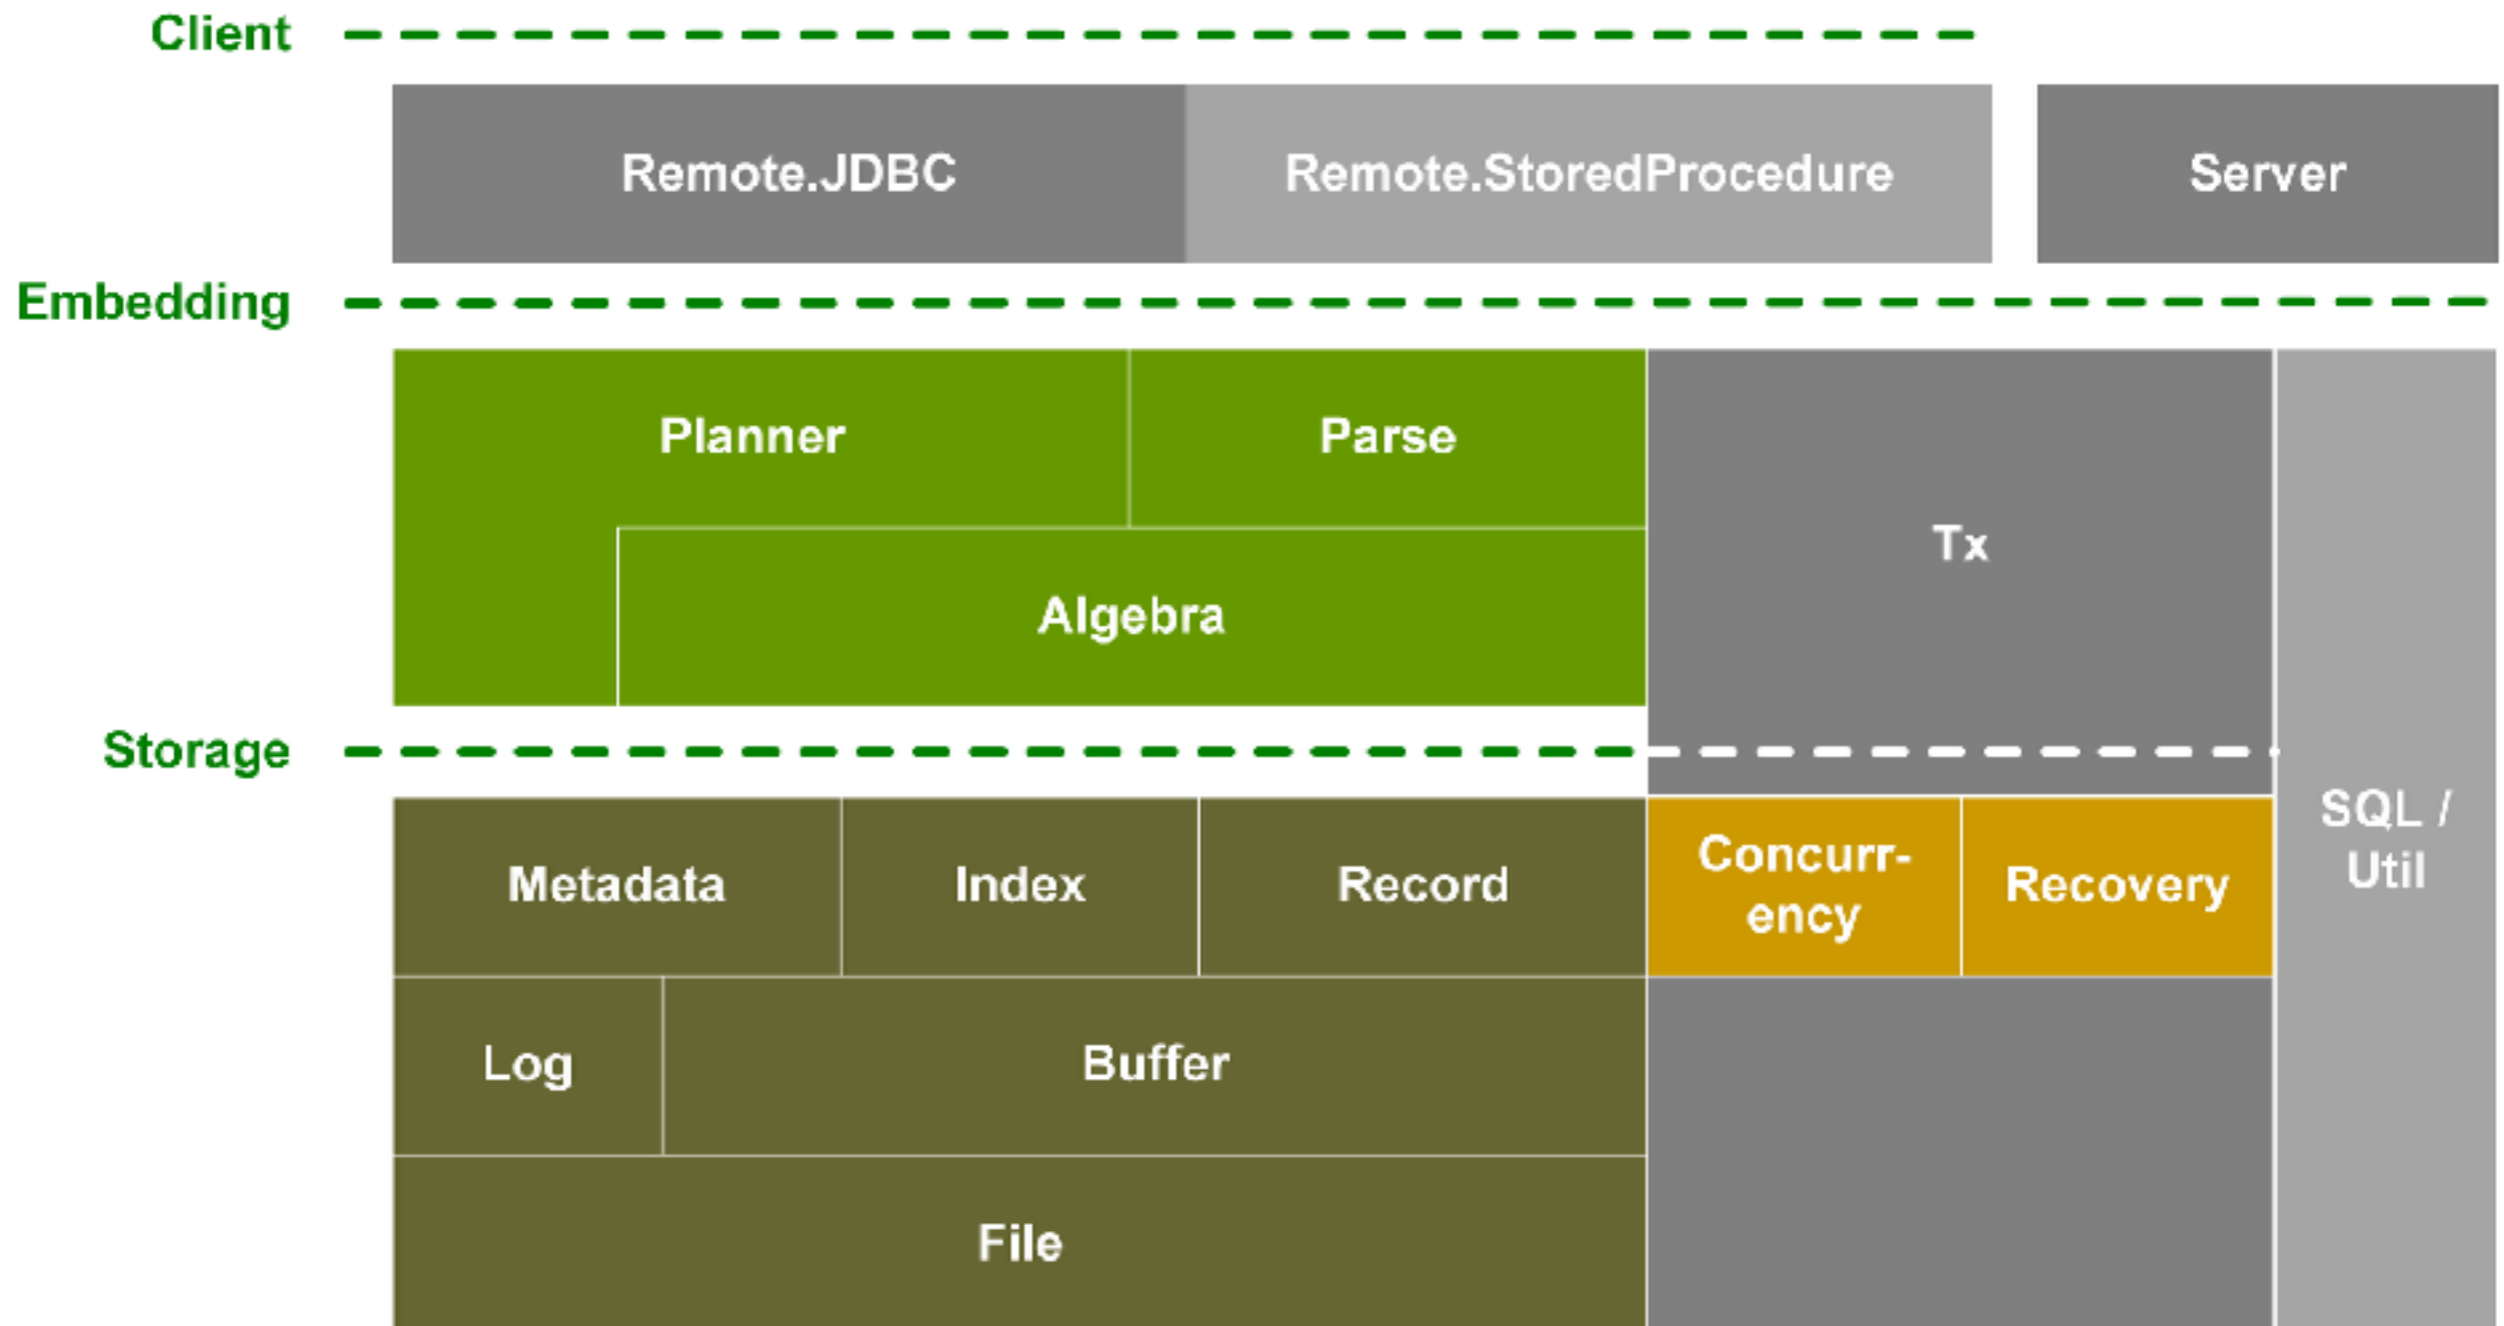 Client
Remote.JDBC
Remote.StoredProcedure
Server
Embedding
Planner
Parse
Tx
Algebra
Storage
SQL /
Util
Metadata
Index
Record
Concurr-
ency
Recovery
Log
Buffer
File